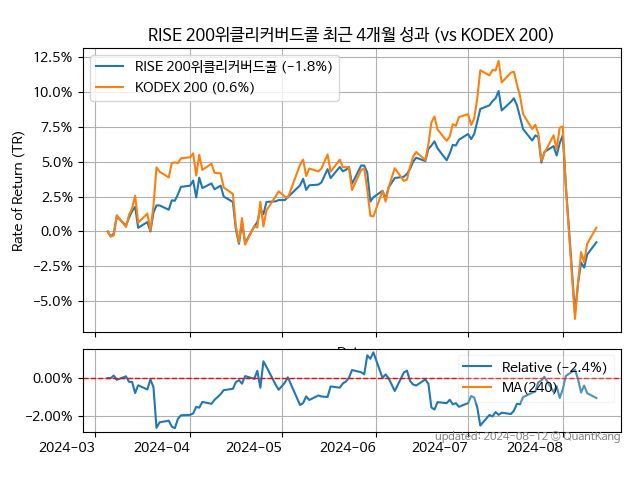 RISE 200위클리커버드콜 최근 4개월 성과 (vs KODEX 200)
12.5%
10.0%
7.5%
5.0%
2.5%
0.0%
−2.5%
−5.0%
Rate of Return (TR)
RISE 200위클리커버드콜 (−1.8%)
KODEX 200 (0.6%)
0.00%
−2.00%
Relative (−2.4%)
MA(240)
2024-03
2024-04
2024-05
2024-06
2024-07
2024-08
updated: 2024-08-12 © QuantKang